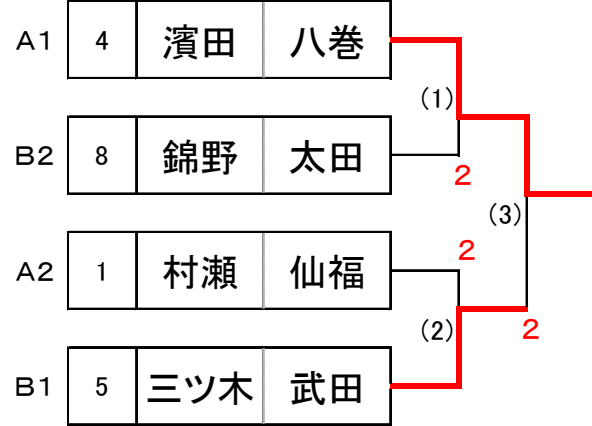 A1 4 濱田 八巻
(1)
B2 8 錦野 太田
2
(3)
2
A2 1 村瀬 仙福
(2) 2
B1 5 三ツ木 武田